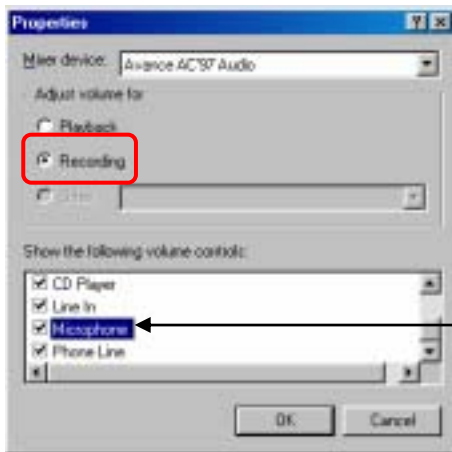 Properties
Mixer device: Avance AC'97 Audio
Adjust volume for
Playback
Recording
Other
Show the following volume controls:
CD Player
Line In
Microphone
Phone Line
OK
Cancel